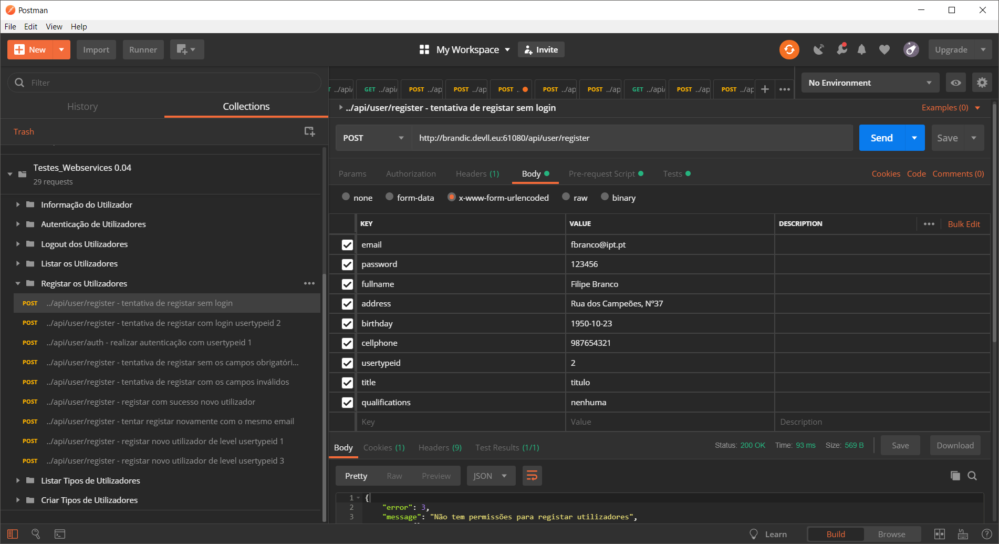 Postman
File Edit View Help
New Import Runner My Workspace Invite Upgrade
Filter
History Collections
Trash
Testes_Webservices 0.04
29 requests
Informação do Utilizador
Autenticação de Utilizadores
Logout dos Utilizadores
Listar os Utilizadores
Registar os Utilizadores •••
POST ../api/user/register - tentativa de registar sem login
POST ../api/user/register - tentativa de registar com login usertypeid 2
POST ../api/user/auth - realizar autenticação com usertypeid 1
POST ../api/user/register - tentativa de registar sem os campos obrigatóri...
POST ../api/user/register - tentativa de registar com os campos inválidos
POST ../api/user/register - registar com sucesso novo utilizador
POST ../api/user/register - tentar registar novamente com o mesmo email
POST ../api/user/register - registar novo utilizador de level usertypeid 1
POST ../api/user/register - registar novo utilizador de level usertypeid 3
Listar Tipos de Utilizadores
Criar Tipos de Utilizadores
T ../api/ GET ../api/ POST ../ap POST ../ap POST . POST ../ap POST ../ap GET ../api/ POST ../ap POST ../ap + •••
No Environment
../api/user/register - tentativa de registar sem login Examples (0)
POST http://brandic.devll.eu:61080/api/user/register Send Save
Params Authorization Headers (1) Body Pre-request Script Tests Cookies Code Comments (0)
none form-data x-www-form-urlencoded raw binary
KEY VALUE DESCRIPTION ••• Bulk Edit
email fbranco@ipt.pt
password 123456
fullname Filipe Branco
address Rua dos Campeões, Nº37
birthday 1950-10-23
cellphone 987654321
usertypeid 2
title titulo
qualifications nenhuma
Key Value Description
Body Cookies (1) Headers (9) Test Results (1/1) Status: 200 OK Time: 93 ms Size: 569 B Save Download
Pretty Raw Preview JSON
1 {
2 "error": 3,
3 "message": "Não tem permissões para registar utilizadores",
Learn Build Browse ?